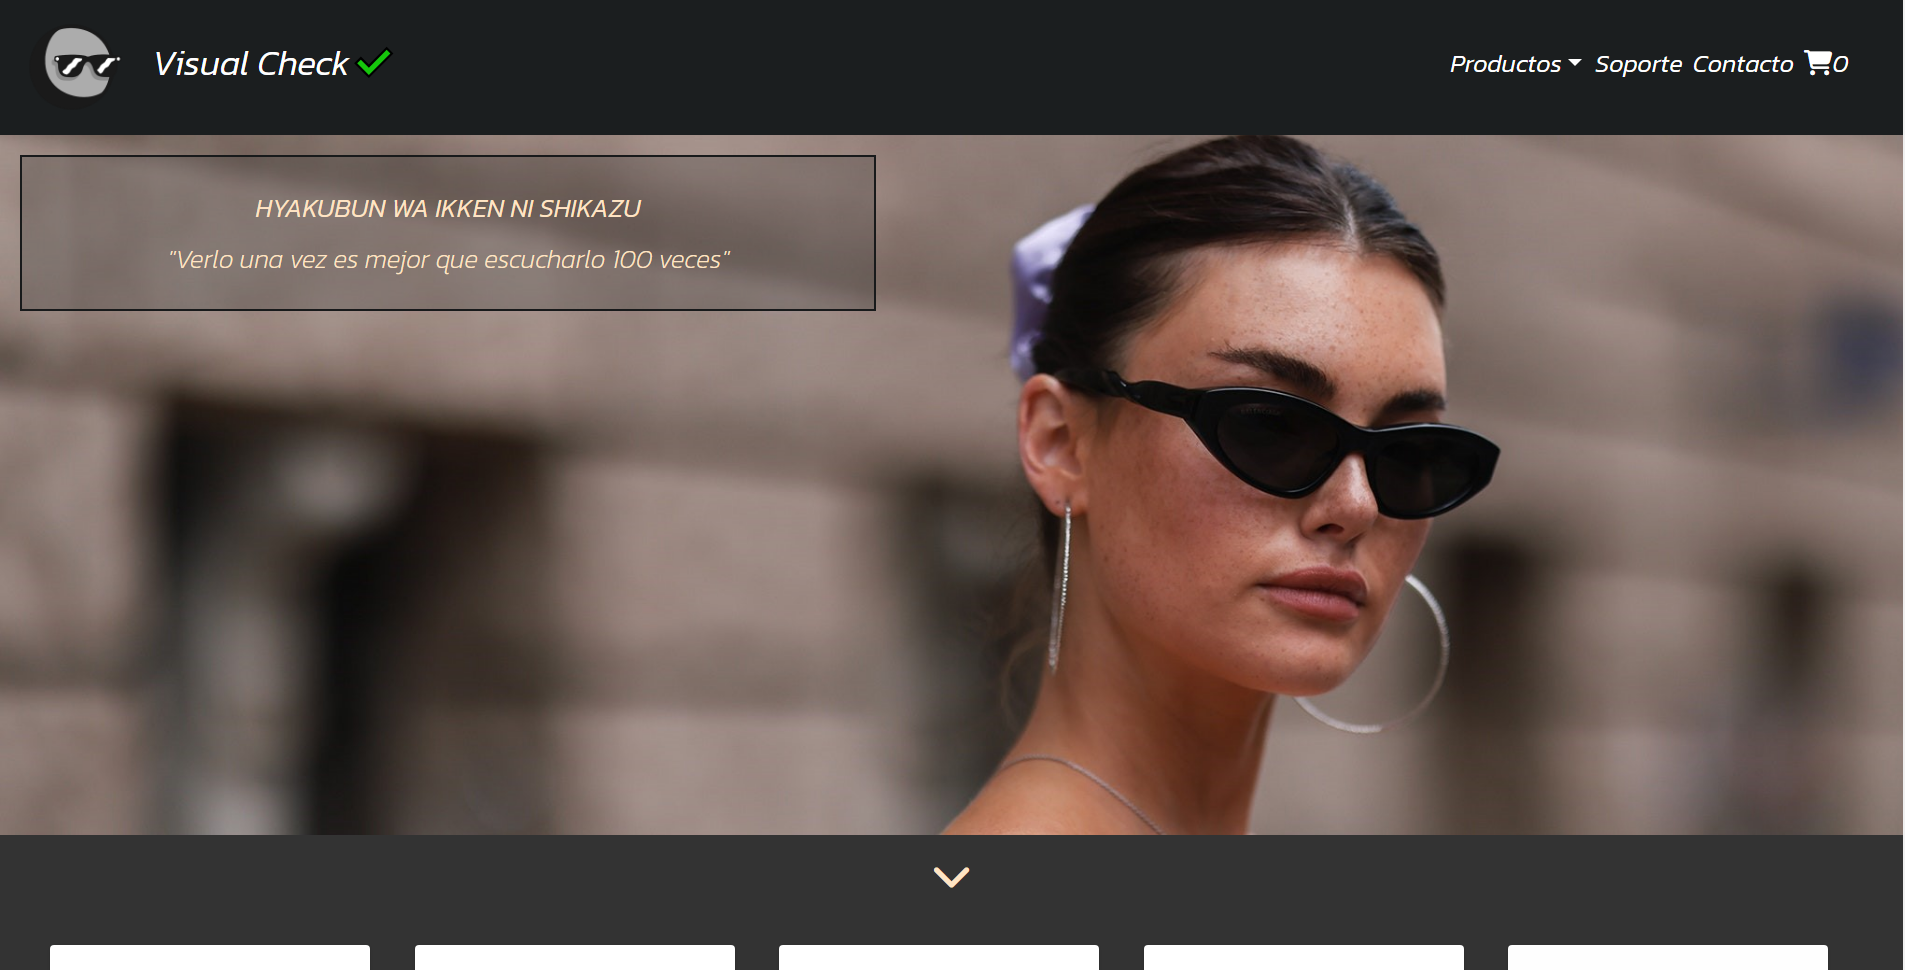 Visual Check
Productos Soporte Contacto 0
HYAKUBUN WA IKKEN NI SHIKAZU
"Verlo una vez es mejor que escucharlo 100 veces"